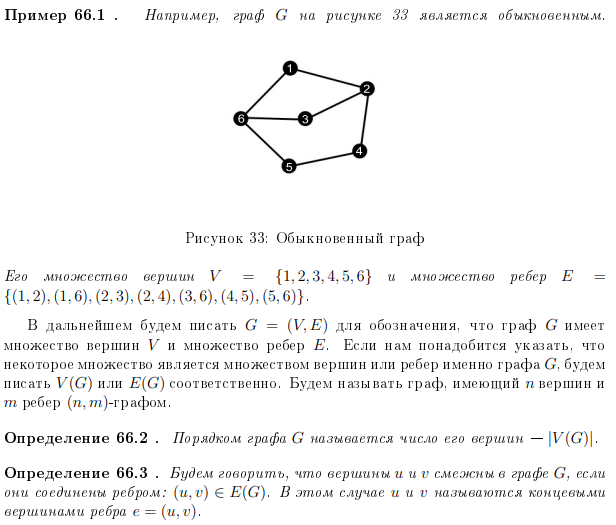 Пример 66.1 . Например, граф G на рисунке 33 является обыкновенным.
1
2
6
3
4
5
Рисунок 33: Обыкновенный граф
Его множество вершин V = {1, 2, 3, 4, 5, 6} и множество ребер E =
{(1, 2), (1, 6), (2, 3), (2, 4), (3, 6), (4, 5), (5, 6)}.
В дальнейшем будем писать G = (V, E) для обозначения, что граф G имеет
множество вершин V и множество ребер E. Если нам понадобится указать, что
некоторое множество является множеством вершин или ребер именно графа G, будем
писать V(G) или E(G) соответственно. Будем называть граф, имеющий n вершин и
m ребер (n, m)-графом.
Определение 66.2 . Порядком графа G называется число его вершин — |V(G)|.
Определение 66.3 . Будем говорить, что вершины u и v смежны в графе G, если
они соединены ребром: (u, v) ∈ E(G). В этом случае u и v называются концевыми
вершинами ребра e = (u, v).